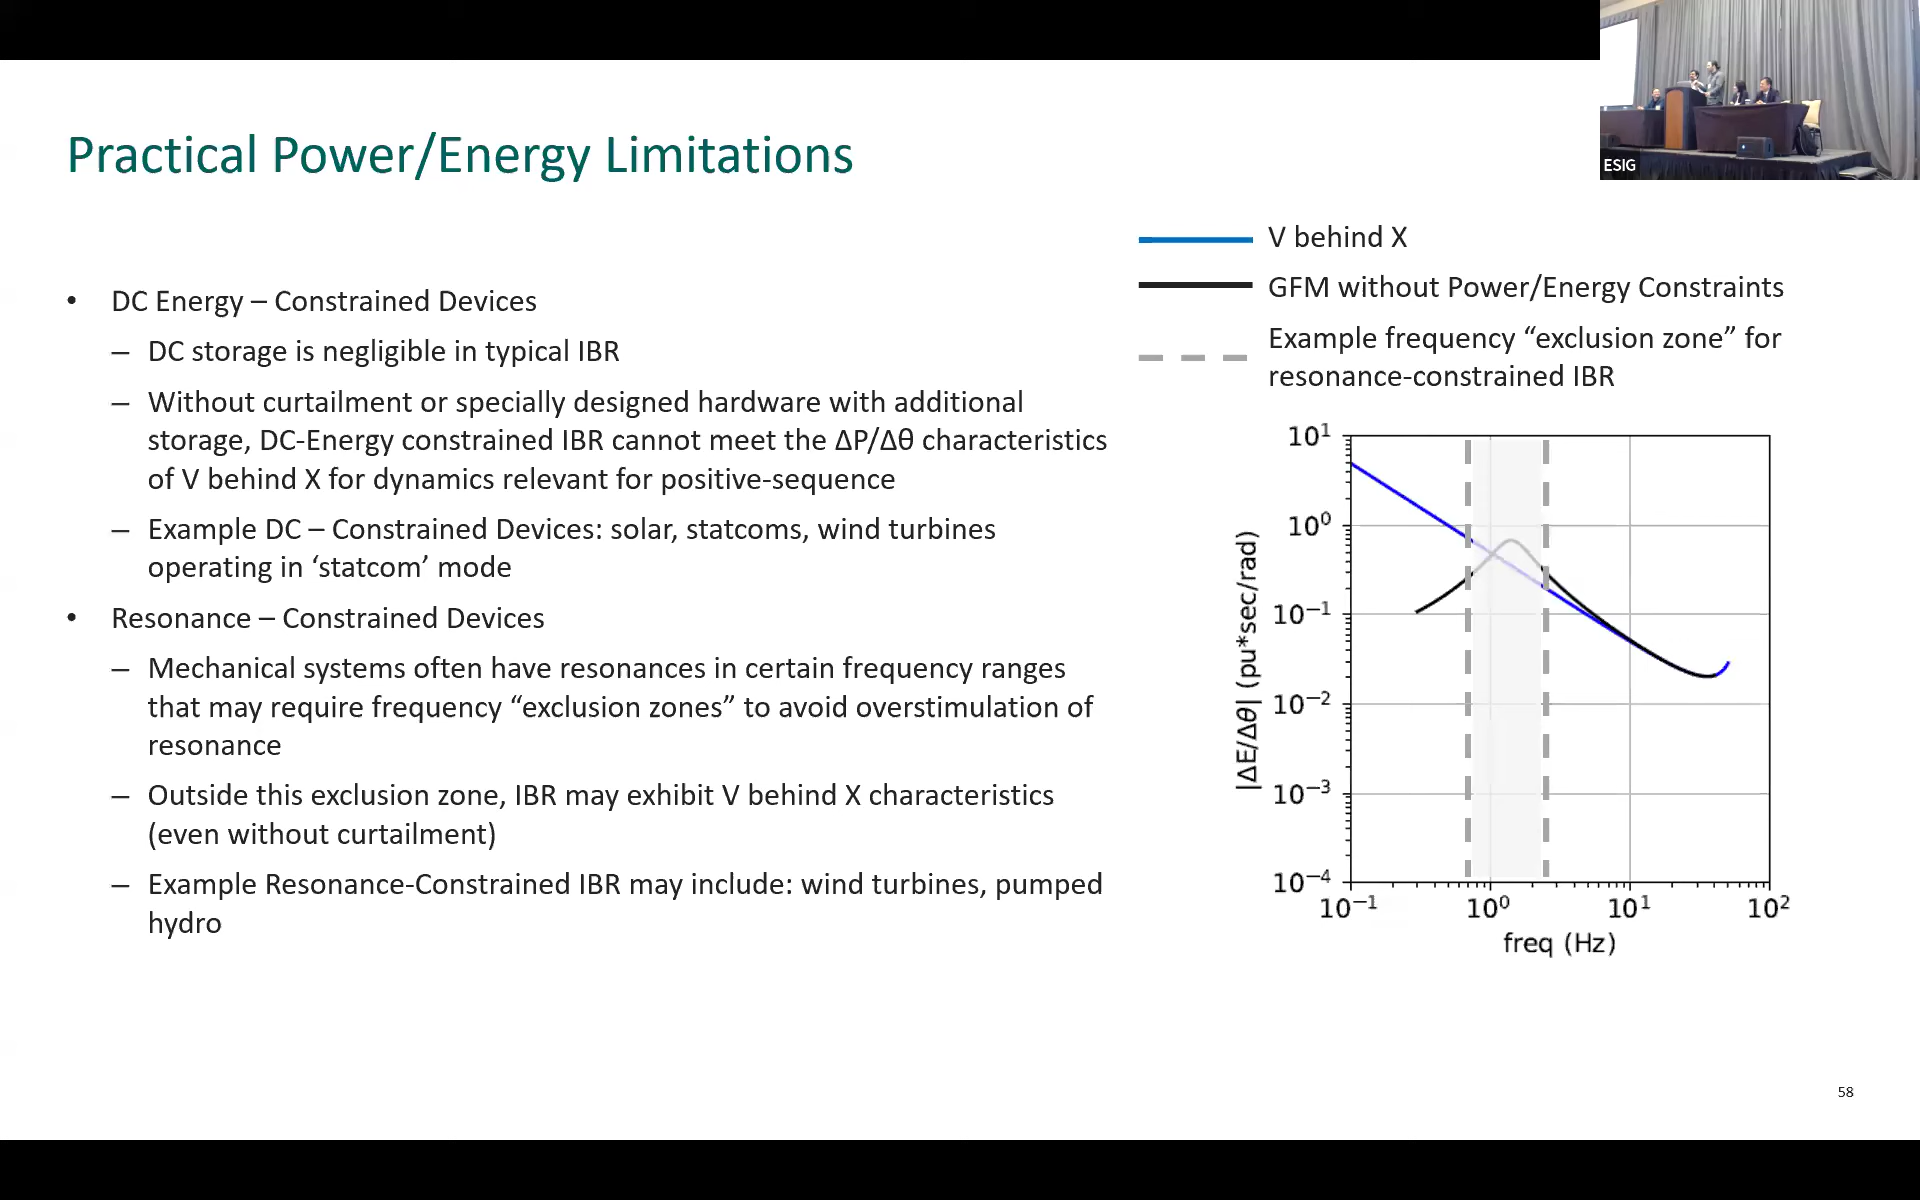 ESIG
Practical Power/Energy Limitations
• DC Energy – Constrained Devices
– DC storage is negligible in typical IBR
– Without curtailment or specially designed hardware with additional
storage, DC-Energy constrained IBR cannot meet the ΔP/Δθ characteristics
of V behind X for dynamics relevant for positive-sequence
– Example DC – Constrained Devices: solar, statcoms, wind turbines
operating in ‘statcom’ mode
• Resonance – Constrained Devices
– Mechanical systems often have resonances in certain frequency ranges
that may require frequency “exclusion zones” to avoid overstimulation of
resonance
– Outside this exclusion zone, IBR may exhibit V behind X characteristics
(even without curtailment)
– Example Resonance-Constrained IBR may include: wind turbines, pumped
hydro
V behind X
GFM without Power/Energy Constraints
Example frequency “exclusion zone” for
resonance-constrained IBR
|ΔE/Δθ| (pu*sec/rad)
10¹
10⁰
10⁻¹
10⁻²
10⁻³
10⁻⁴
10⁻¹ 10⁰ 10¹ 10²
freq (Hz)
58